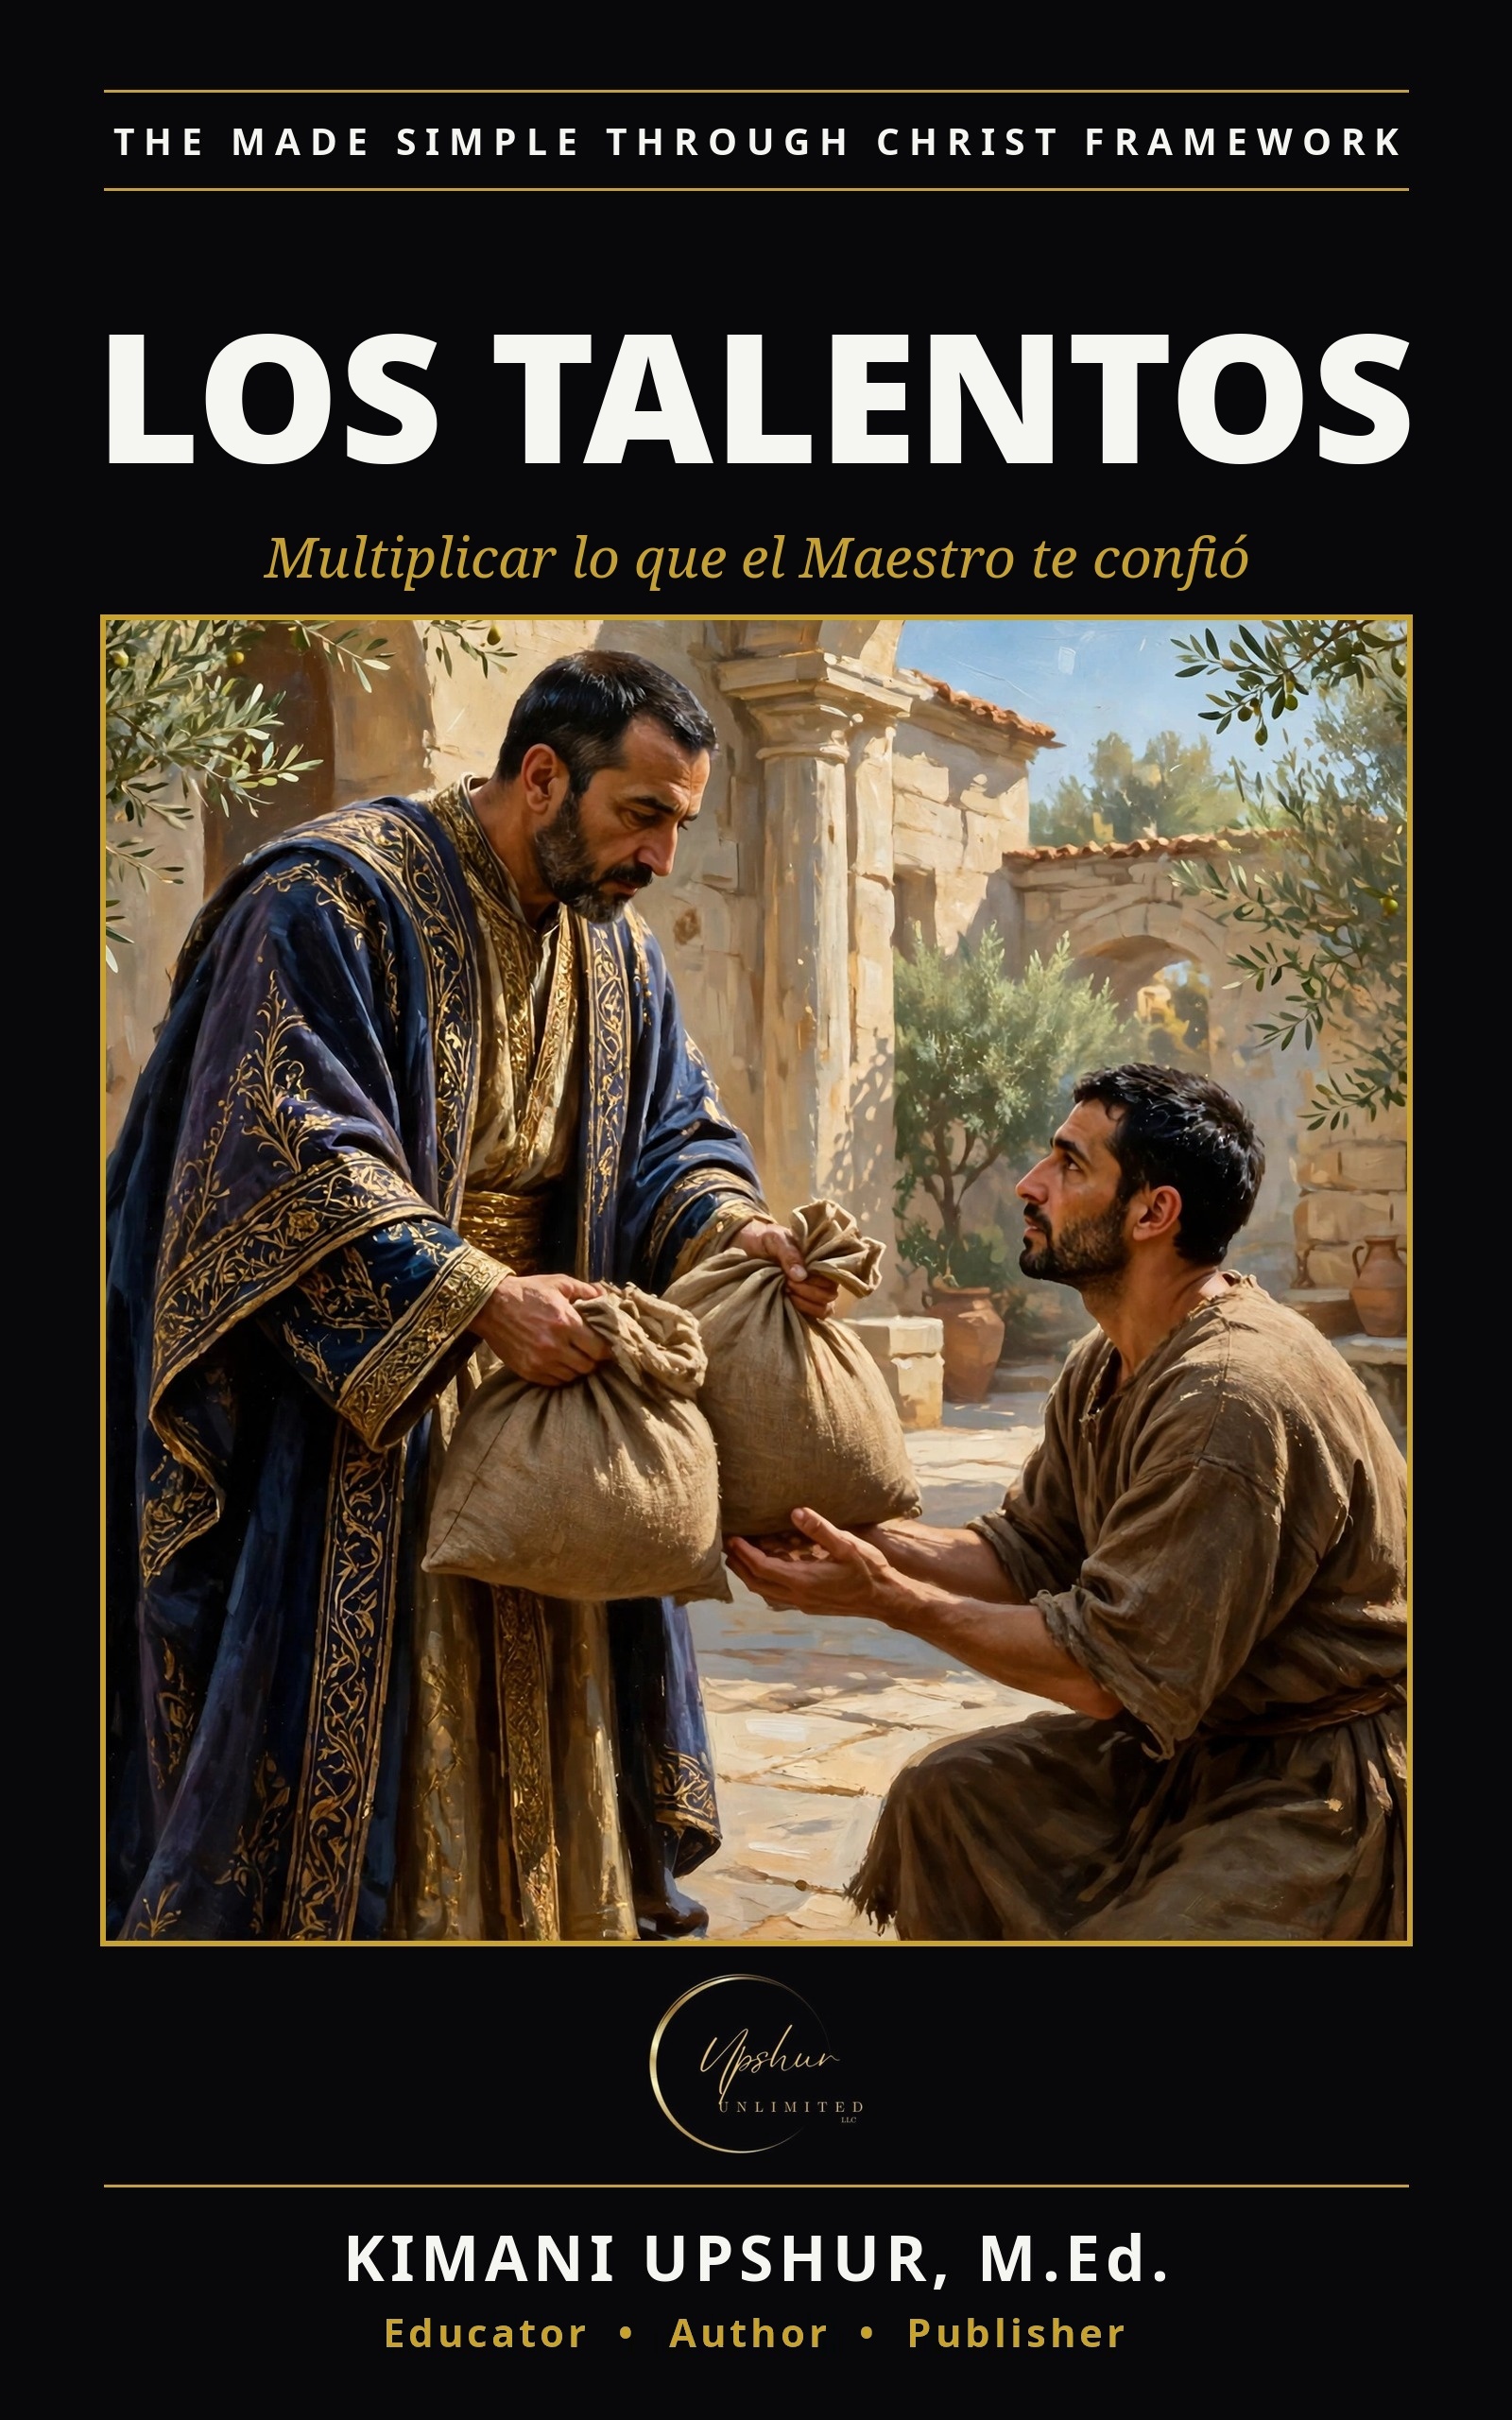 THE MADE SIMPLE THROUGH CHRIST FRAMEWORK
LOS TALENTOS
Multiplicar lo que el Maestro te confió
Upshur
UNLIMITED
LLC
KIMANI UPSHUR, M.Ed.
Educator • Author • Publisher